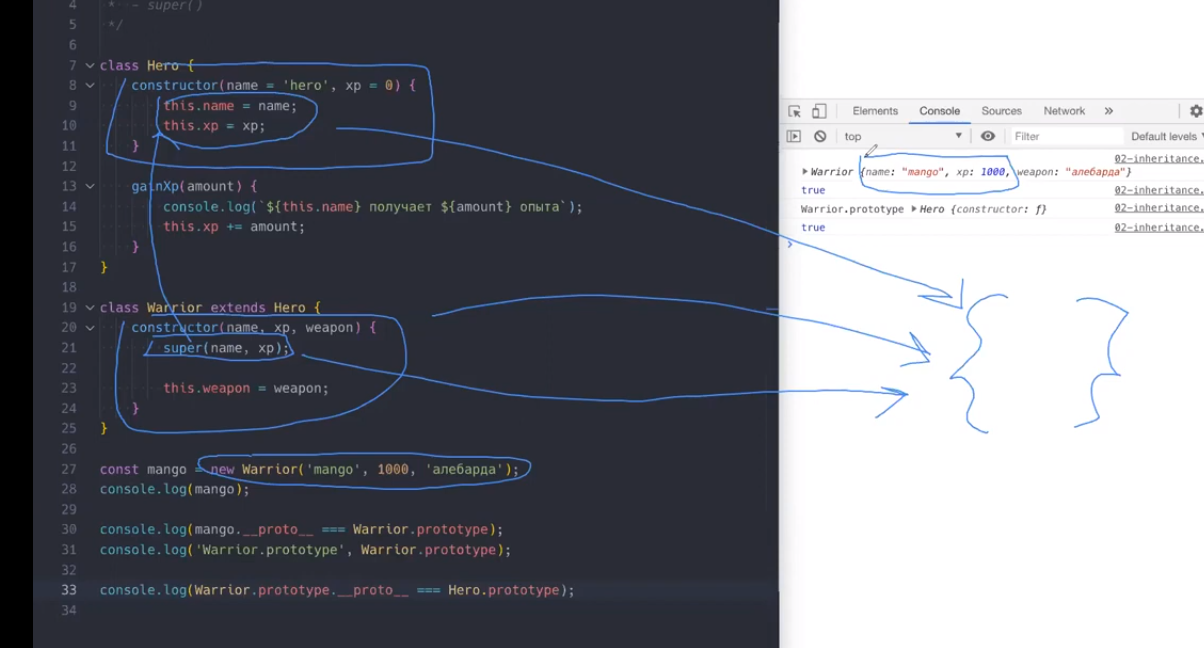 4 * - super()
5 */
6
7 class Hero {
8 constructor(name = 'hero', xp = 0) {
9 this.name = name;
10 this.xp = xp;
11 }
12
13 gainXp(amount) {
14 console.log(`${this.name} получает ${amount} опыта`);
15 this.xp += amount;
16 }
17 }
18
19 class Warrior extends Hero {
20 constructor(name, xp, weapon) {
21 super(name, xp);
22
23 this.weapon = weapon;
24 }
25 }
26
27 const mango = new Warrior('mango', 1000, 'алебарда');
28 console.log(mango);
29
30 console.log(mango.__proto__ === Warrior.prototype);
31 console.log('Warrior.prototype', Warrior.prototype);
32
33 console.log(Warrior.prototype.__proto__ === Hero.prototype);
34
Elements Console Sources Network »
top Filter Default levels
02-inheritance.
Warrior {name: "mango", xp: 1000, weapon: "алебарда"}
true 02-inheritance.
Warrior.prototype Hero {constructor: ƒ} 02-inheritance.
true 02-inheritance.
{ }